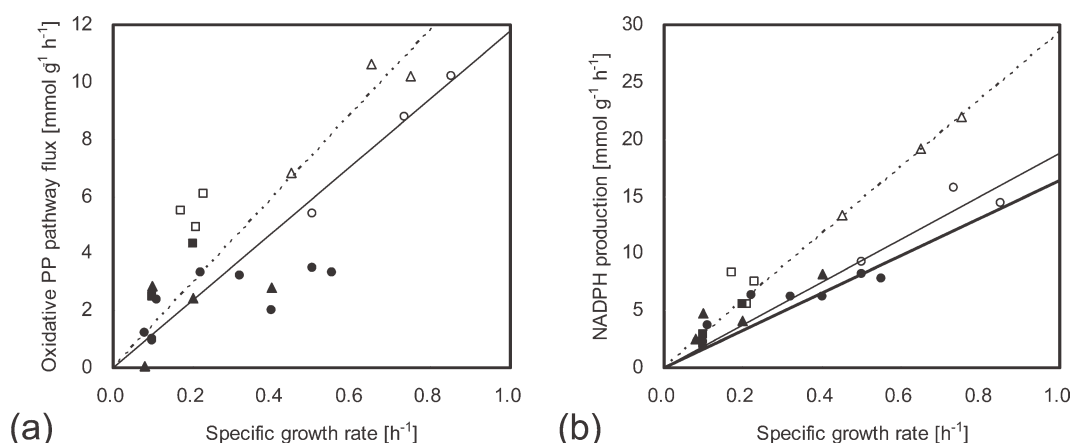 Oxidative PP pathway flux [mmol g⁻¹ h⁻¹]
12
10
8
6
4
2
0
0.0 0.2 0.4 0.6 0.8 1.0
Specific growth rate [h⁻¹]
(a)
NADPH production [mmol g⁻¹ h⁻¹]
30
25
20
15
10
5
0
0.0 0.2 0.4 0.6 0.8 1.0
Specific growth rate [h⁻¹]
(b)